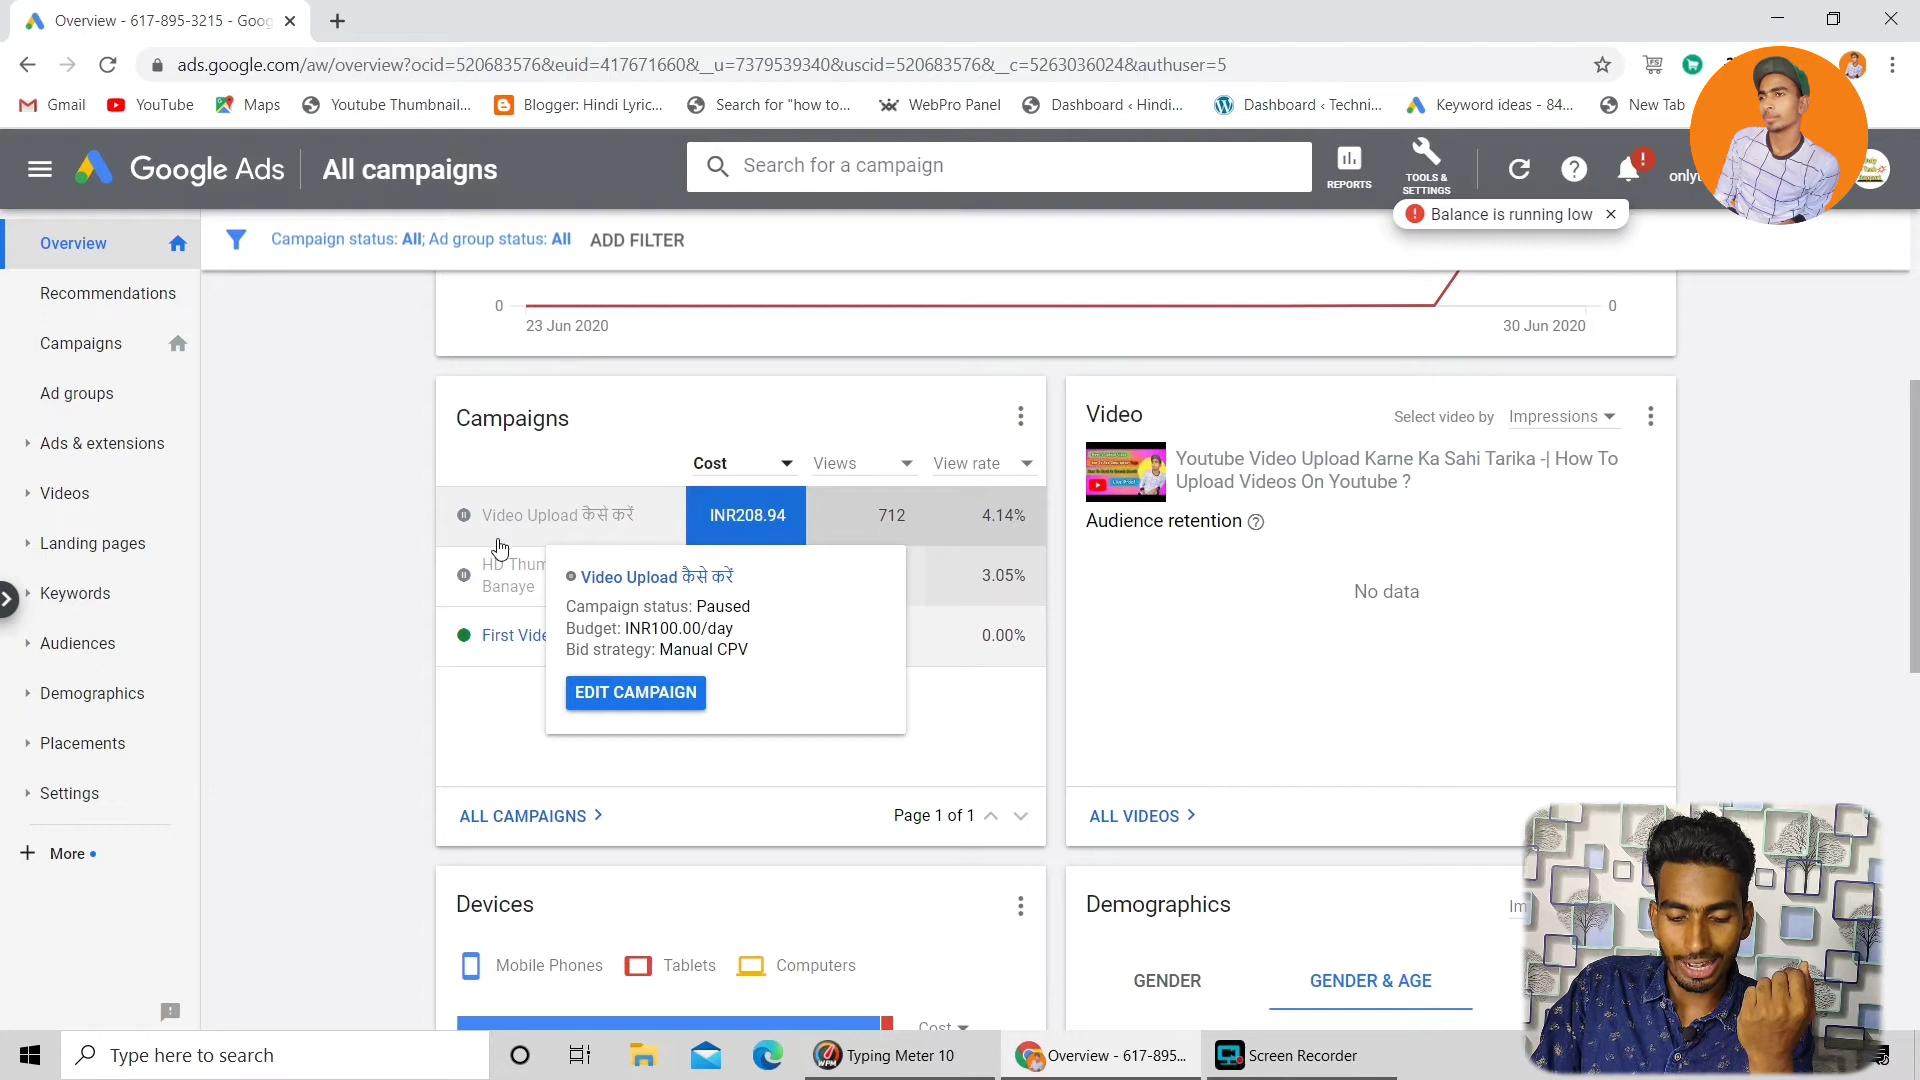 Overview - 617-895-3215 - Goog
ads.google.com/aw/overview?ocid=520683576&euid=417671660&__u=7379539340&uscid=520683576&__c=5263036024&authuser=5
Gmail YouTube Maps Youtube Thumbnail... Blogger: Hindi Lyric... Search for "how to... WebPro Panel Dashboard ‹ Hindi... Dashboard ‹ Techni... Keyword ideas - 84... New Tab
Google Ads All campaigns Search for a campaign REPORTS TOOLS & SETTINGS onlyt
Balance is running low
Campaign status: All; Ad group status: All ADD FILTER
Overview
Recommendations
Campaigns
Ad groups
Ads & extensions
Videos
Landing pages
Keywords
Audiences
Demographics
Placements
Settings
More
0 0
23 Jun 2020 30 Jun 2020
Campaigns
Cost Views View rate
Video Upload कैसे करें INR208.94 712 4.14%
HD Thum
Banaye 3.05%
First Vide 0.00%
Video Upload कैसे करें
Campaign status: Paused
Budget: INR100.00/day
Bid strategy: Manual CPV
EDIT CAMPAIGN
ALL CAMPAIGNS Page 1 of 1
Video Select video by Impressions
Youtube Video Upload Karne Ka Sahi Tarika -| How To
Upload Videos On Youtube ?
Audience retention
No data
ALL VIDEOS
Devices
Mobile Phones Tablets Computers
Cost
Demographics Im
GENDER GENDER & AGE
Type here to search Typing Meter 10 Overview - 617-895... Screen Recorder